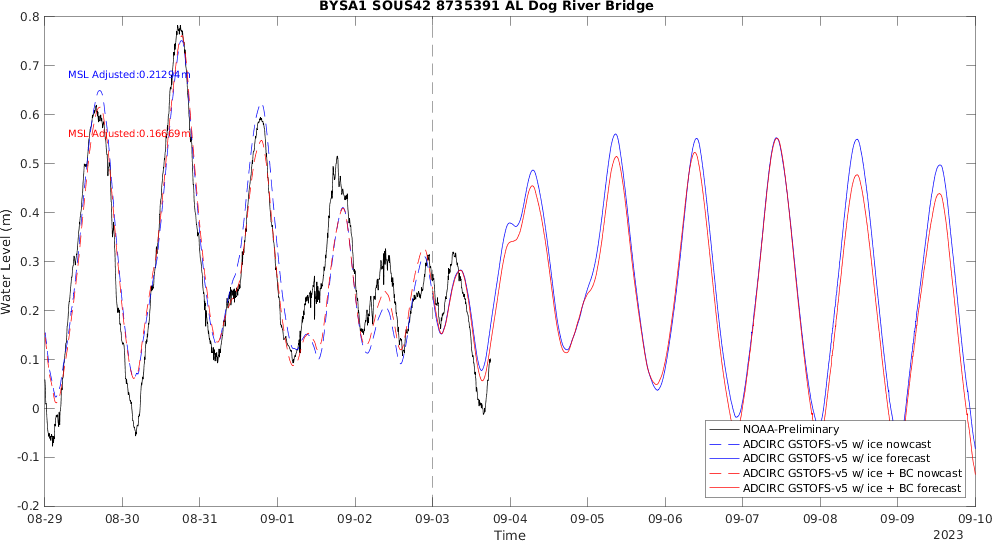 BYSA1 SOUS42 8735391 AL Dog River Bridge
0.8
0.7
0.6
0.5
0.4
0.3
0.2
0.1
0
-0.1
-0.2
Water Level (m)
MSL Adjusted:0.21294m
MSL Adjusted:0.16669m
NOAA-Preliminary
ADCIRC GSTOFS-v5 w/ ice nowcast
ADCIRC GSTOFS-v5 w/ ice forecast
ADCIRC GSTOFS-v5 w/ ice + BC nowcast
ADCIRC GSTOFS-v5 w/ ice + BC forecast
08-29 08-30 08-31 09-01 09-02 09-03 09-04 09-05 09-06 09-07 09-08 09-09 09-10
Time
2023